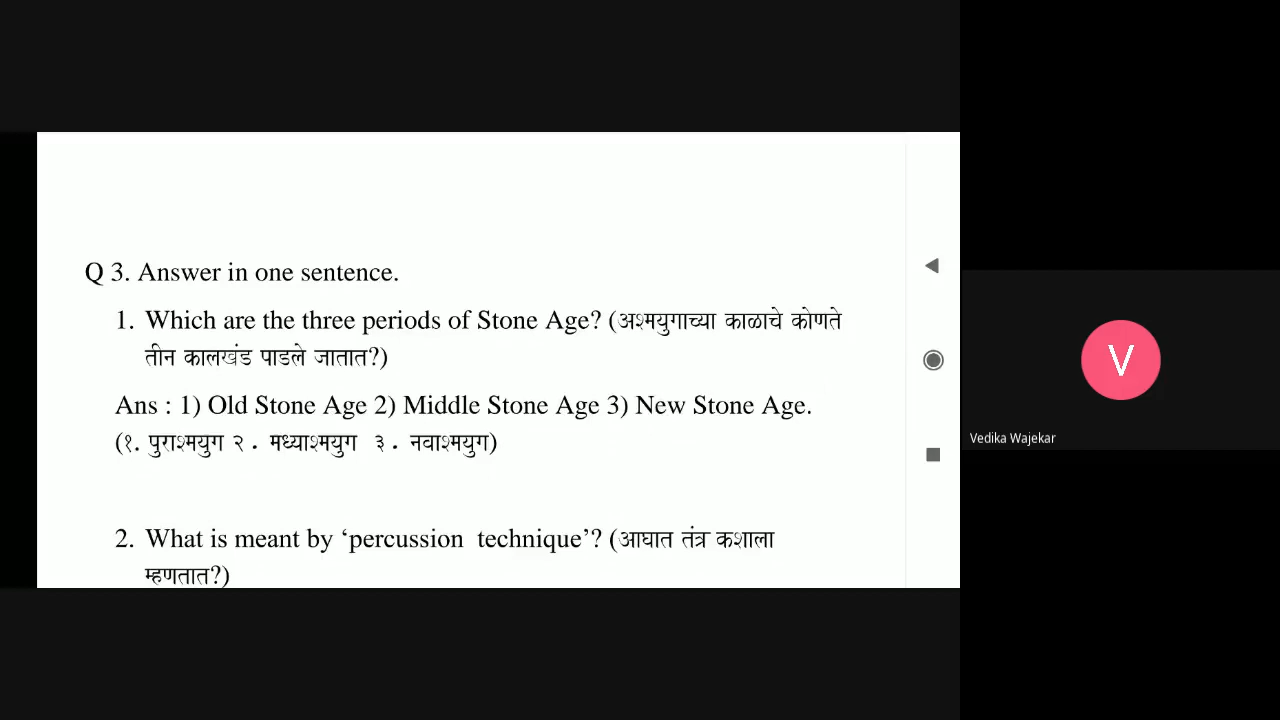 Q 3. Answer in one sentence.
1. Which are the three periods of Stone Age? (अश्मयुगाच्या काळाचे कोणते
तीन कालखंड पाडले जातात?)
Ans : 1) Old Stone Age 2) Middle Stone Age 3) New Stone Age.
(१. पुराश्मयुग २ . मध्याश्मयुग ३ . नवाश्मयुग)
2. What is meant by ‘percussion technique’? (आघात तंत्र कशाला
म्हणतात?)
V
Vedika Wajekar